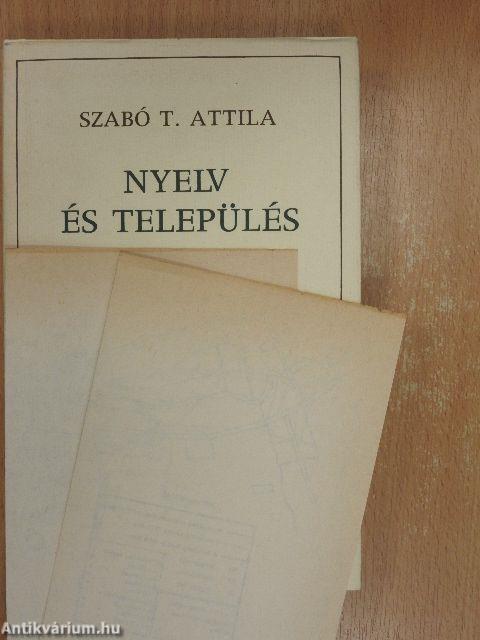 SZABÓ T. ATTILA
NYELV
ÉS TELEPÜLÉS
Antikvárium.hu